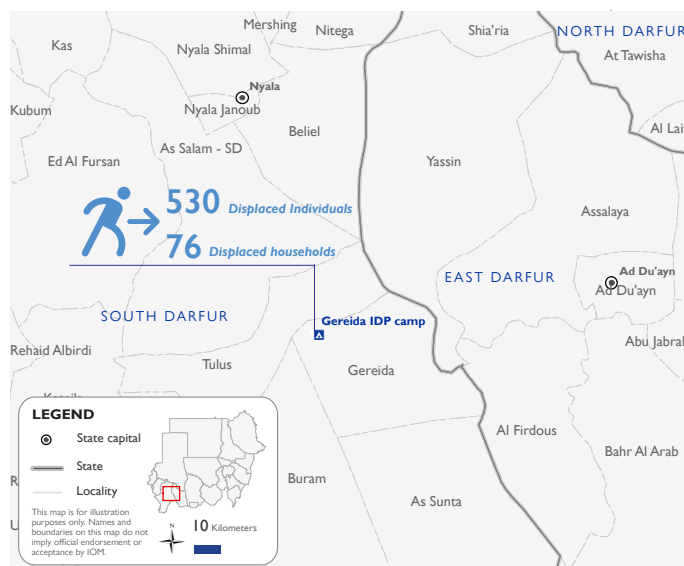 Mershing
Nitega
Shia'ria
NORTH DARFUR
Kas
Nyala Shimal
At Tawisha
Nyala
Kubum
Nyala Janoub
Beliel
Al Lait
As Salam - SD
Ed Al Fursan
Yassin
530 Displaced Individuals
Assalaya
76 Displaced households
EAST DARFUR
Ad Du'ayn
Ad Du'ayn
SOUTH DARFUR
Gereida IDP camp
Rehaid Albirdi
Abu Jabrah
Tulus
Gereida
Al Firdous
Bahr Al Arab
Buram
As Sunta
LEGEND
State capital
State
Locality
This map is for illustration
purposes only. Names and
boundaries on this map do not
imply official endorsement or
acceptance by IOM.
N
10 Kilometers